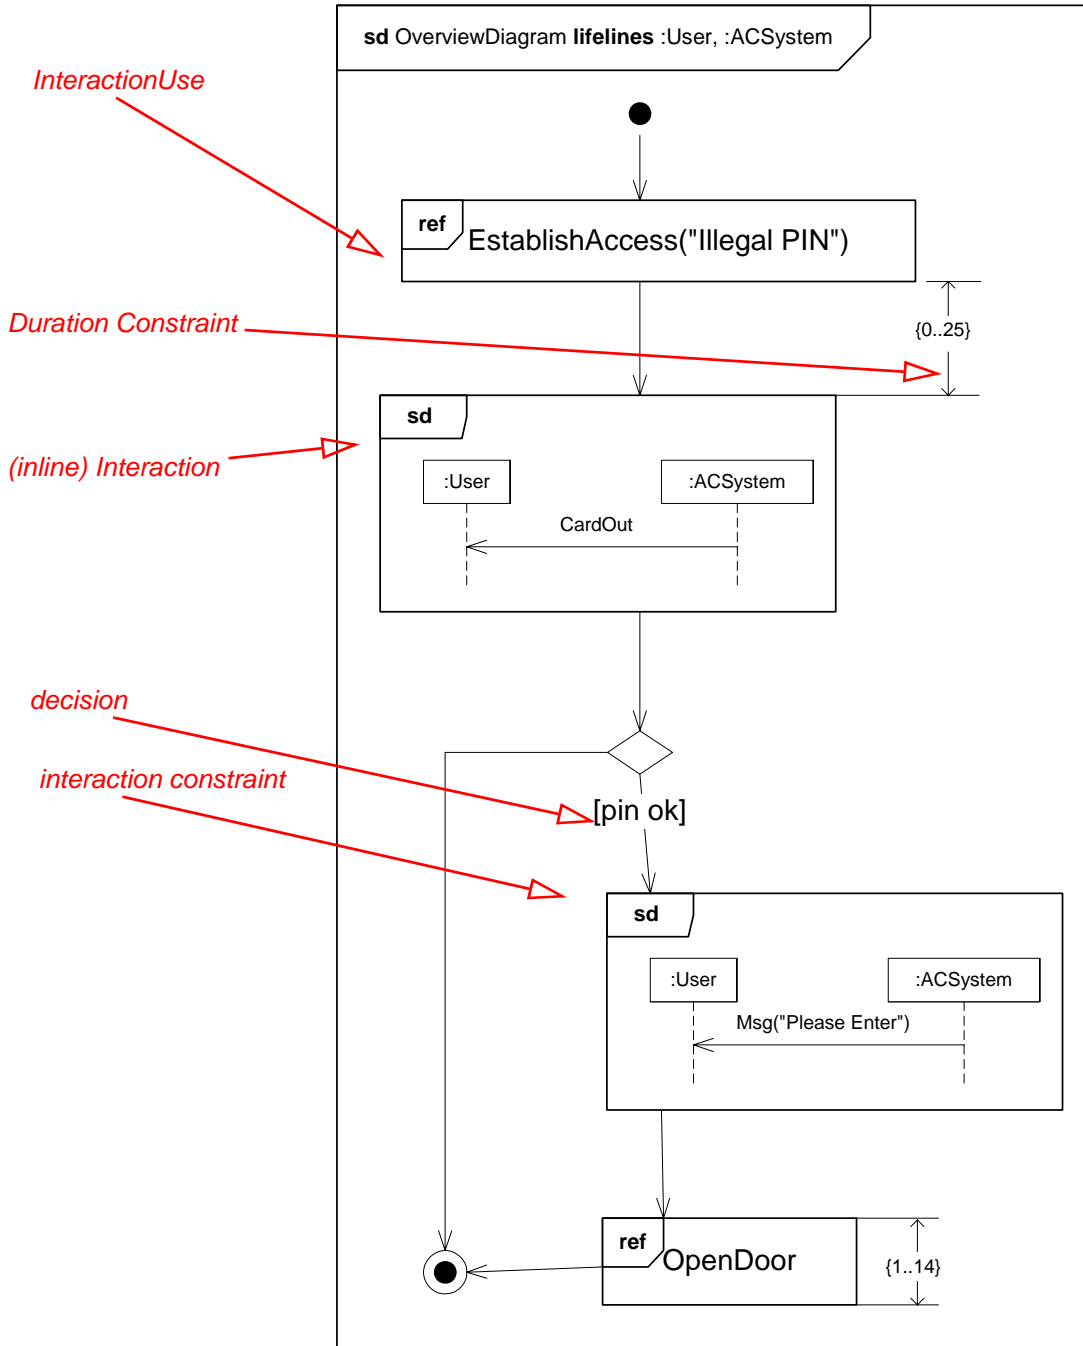 sd OverviewDiagram lifelines :User, :ACSystem
InteractionUse
ref
EstablishAccess("Illegal PIN")
Duration Constraint
{0..25}
sd
(inline) Interaction
:User
:ACSystem
CardOut
decision
interaction constraint
[pin ok]
sd
:User
:ACSystem
Msg("Please Enter")
ref
OpenDoor
{1..14}